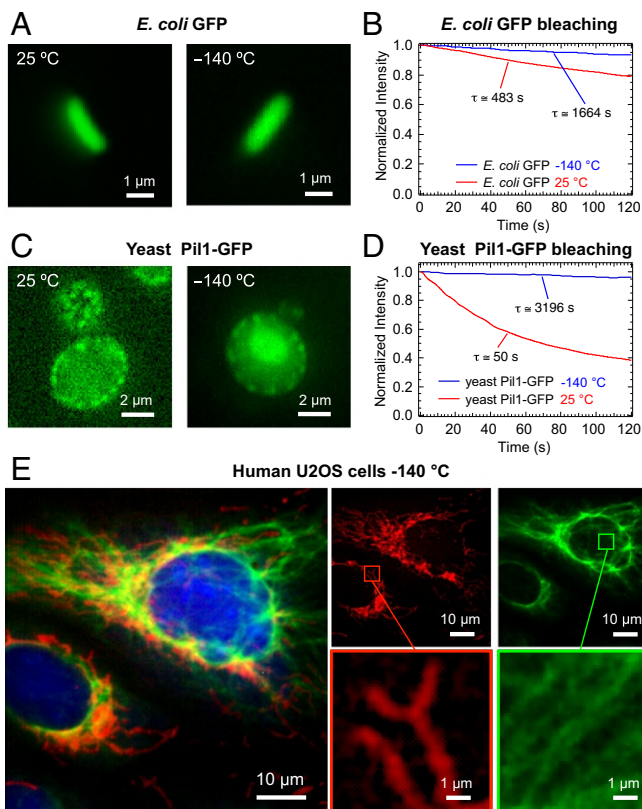 A
E. coli GFP
25 ºC
1 µm
–140 ºC
1 µm
B
E. coli GFP bleaching
Normalized Intensity
1.0
0.8
0.6
0.4
0.2
0.0
τ ≃ 483 s
τ ≃ 1664 s
E. coli GFP -140 °C
E. coli GFP 25 °C
0 20 40 60 80 100 120
Time (s)
C
Yeast Pil1-GFP
25 ºC
2 µm
–140 ºC
2 µm
D
Yeast Pil1-GFP bleaching
Normalized Intensity
1.0
0.8
0.6
0.4
0.2
0.0
τ ≃ 3196 s
τ ≃ 50 s
yeast Pil1-GFP -140 °C
yeast Pil1-GFP 25 °C
0 20 40 60 80 100 120
Time (s)
E
Human U2OS cells -140 °C
10 µm
10 µm
10 µm
1 µm
1 µm